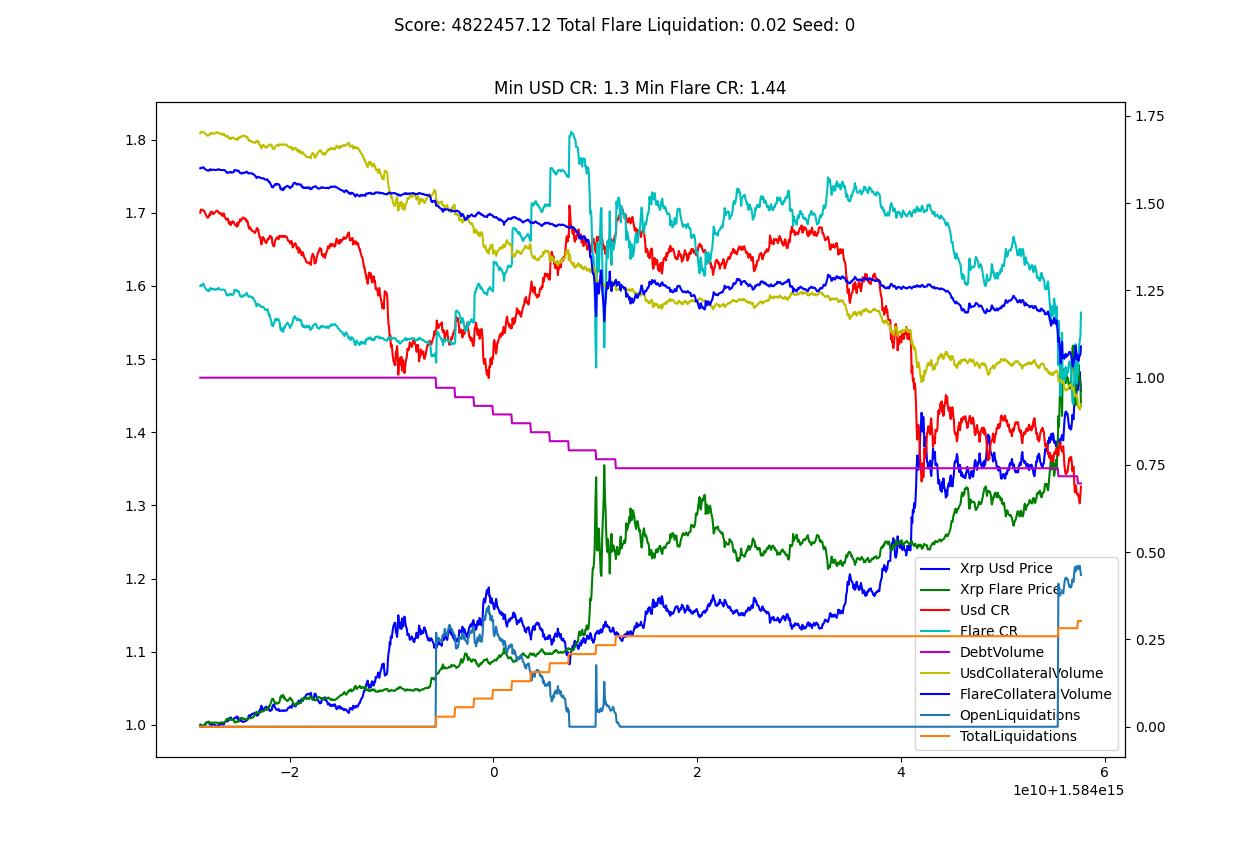 Score: 4822457.12 Total Flare Liquidation: 0.02 Seed: 0
Min USD CR: 1.3 Min Flare CR: 1.44
1.8
1.7
1.6
1.5
1.4
1.3
1.2
1.1
1.0
1.75
1.50
1.25
1.00
0.75
0.50
0.25
0.00
Xrp Usd Price
Xrp Flare Price
Usd CR
Flare CR
DebtVolume
UsdCollateralVolume
FlareCollateralVolume
OpenLiquidations
TotalLiquidations
−2 0 2 4 6
1e10+1.584e15